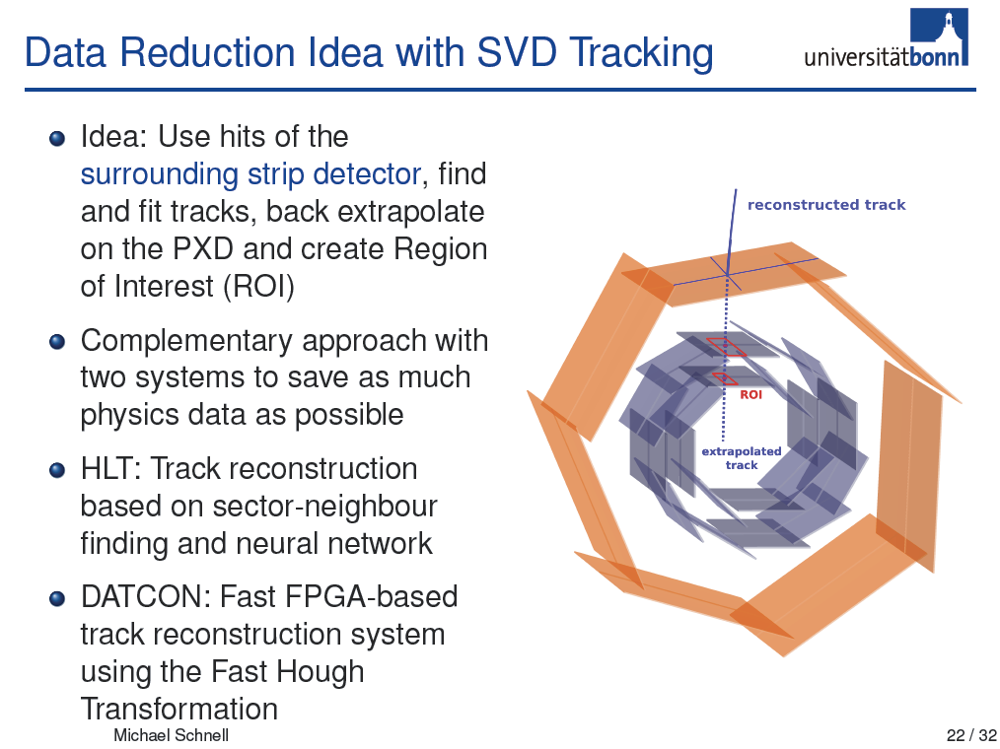 Data Reduction Idea with SVD Tracking
universitätbonn
Idea: Use hits of the
surrounding strip detector, find
and fit tracks, back extrapolate
on the PXD and create Region
of Interest (ROI)
Complementary approach with
two systems to save as much
physics data as possible
HLT: Track reconstruction
based on sector-neighbour
finding and neural network
DATCON: Fast FPGA-based
track reconstruction system
using the Fast Hough
Transformation
reconstructed track
ROI
extrapolated
track
Michael Schnell
22 / 32